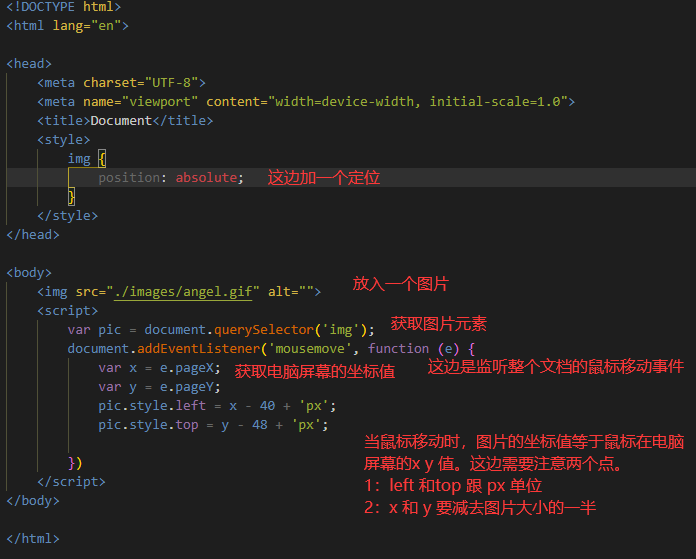 <!DOCTYPE html>
<html lang="en">
<head>
<meta charset="UTF-8">
<meta name="viewport" content="width=device-width, initial-scale=1.0">
<title>Document</title>
<style>
img {
position: absolute; 这边加一个定位
}
</style>
</head>
<body>
<img src="./images/angel.gif" alt=""> 放入一个图片
<script>
var pic = document.querySelector('img'); 获取图片元素
document.addEventListener('mousemove', function (e) {
var x = e.pageX; 获取电脑屏幕的坐标值 这边是监听整个文档的鼠标移动事件
var y = e.pageY;
pic.style.left = x - 40 + 'px';
pic.style.top = y - 48 + 'px';
当鼠标移动时，图片的坐标值等于鼠标在电脑
屏幕的x y 值。这边需要注意两个点。
1：left 和top 跟 px 单位
2：x 和 y 要减去图片大小的一半
})
</script>
</body>
</html>